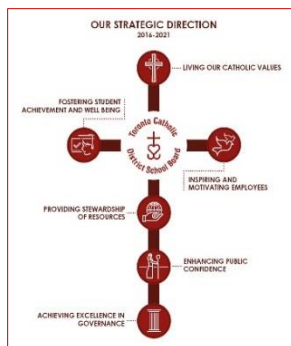 OUR STRATEGIC DIRECTION
2016-2021
LIVING OUR CATHOLIC VALUES
FOSTERING STUDENT
ACHIEVEMENT AND WELL BEING
Toronto Catholic
District School Board
INSPIRING AND
MOTIVATING EMPLOYEES
PROVIDING STEWARDSHIP
OF RESOURCES
ENHANCING PUBLIC
CONFIDENCE
ACHIEVING EXCELLENCE IN
GOVERNANCE